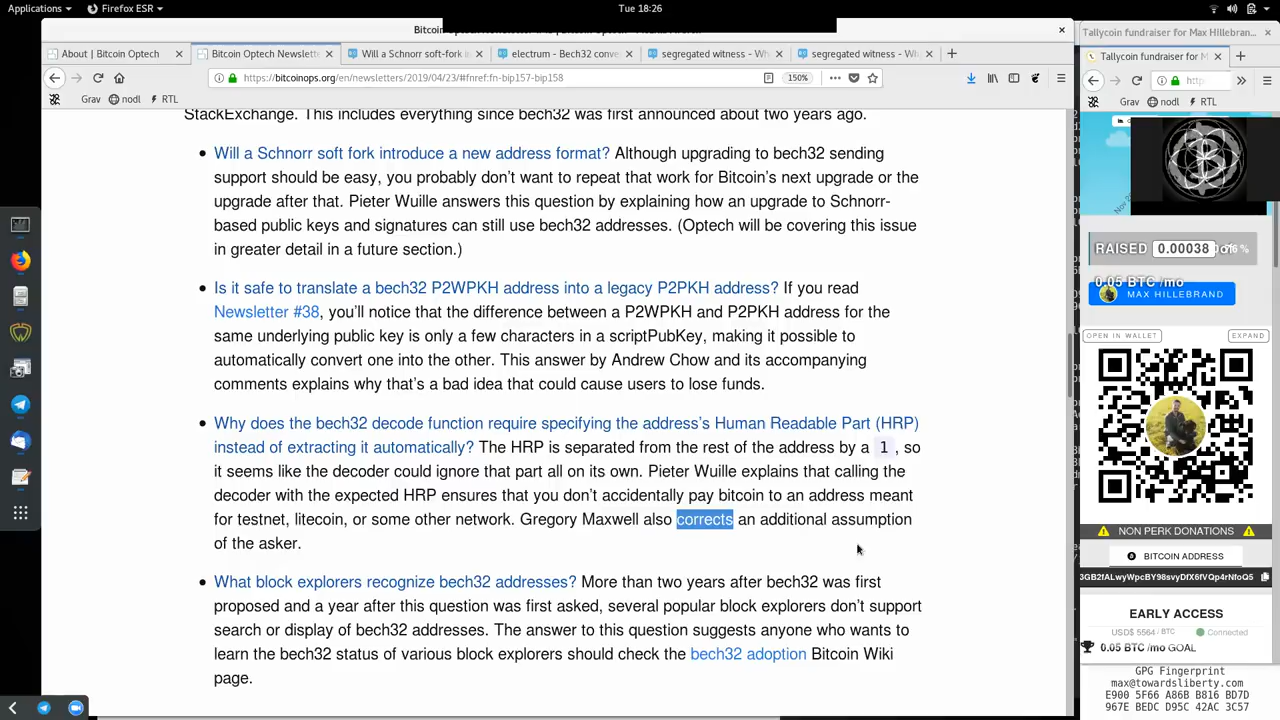 Applications
Firefox ESR
Tue 18:26
Bitcoin
Tallycoin fundraiser for Max Hillebran...
About | Bitcoin Optech
Bitcoin Optech Newslette
Will a Schnorr soft-fork i
electrum - Bech32 conve
segregated witness - Wh
segregated witness - Wh
Tallycoin fundraiser for M
https://bitcoinops.org/en/newsletters/2019/04/23/#fnref:fn-bip157-bip158
150%
http
Grav
nodl
RTL
Grav
nodl
RTL
StackExchange. This includes everything since bech32 was first announced about two years ago.
Will a Schnorr soft fork introduce a new address format? Although upgrading to bech32 sending
support should be easy, you probably don't want to repeat that work for Bitcoin's next upgrade or the
upgrade after that. Pieter Wuille answers this question by explaining how an upgrade to Schnorr-
based public keys and signatures can still use bech32 addresses. (Optech will be covering this issue
in greater detail in a future section.)
Is it safe to translate a bech32 P2WPKH address into a legacy P2PKH address? If you read
Newsletter #38, you'll notice that the difference between a P2WPKH and P2PKH address for the
same underlying public key is only a few characters in a scriptPubKey, making it possible to
automatically convert one into the other. This answer by Andrew Chow and its accompanying
comments explains why that's a bad idea that could cause users to lose funds.
Why does the bech32 decode function require specifying the address's Human Readable Part (HRP)
instead of extracting it automatically? The HRP is separated from the rest of the address by a 1 , so
it seems like the decoder could ignore that part all on its own. Pieter Wuille explains that calling the
decoder with the expected HRP ensures that you don't accidentally pay bitcoin to an address meant
for testnet, litecoin, or some other network. Gregory Maxwell also corrects an additional assumption
of the asker.
What block explorers recognize bech32 addresses? More than two years after bech32 was first
proposed and a year after this question was first asked, several popular block explorers don't support
search or display of bech32 addresses. The answer to this question suggests anyone who wants to
learn the bech32 status of various block explorers should check the bech32 adoption Bitcoin Wiki
page.
RAISED 0.00038
0.05 BTC /mo
MAX HILLEBRAND
OPEN IN WALLET
EXPAND
NON PERK DONATIONS
BITCOIN ADDRESS
3GB2fALwyWpcBY98svyDfX6fVQp4rNfoQ5
EARLY ACCESS
USD$ 5564 / BTC
Connected
0.05 BTC /mo GOAL
GPG Fingerprint
max@towardsliberty.com
E900 5F66 A86B B816 BD7D
967E BEDC D95C 42AC 3C57